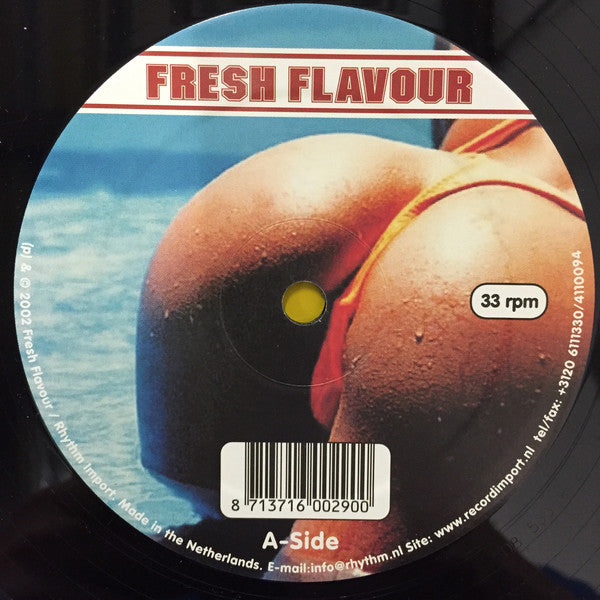 FRESH FLAVOUR
33 rpm
8 713716 002900
A-Side
(p) & © 2002 Fresh Flavour / Rhythm Import. Made in the Netherlands. E-mail:info@rhythm.nl Site: www.recordimport.nl tel/fax: +3120 6111330/4110094